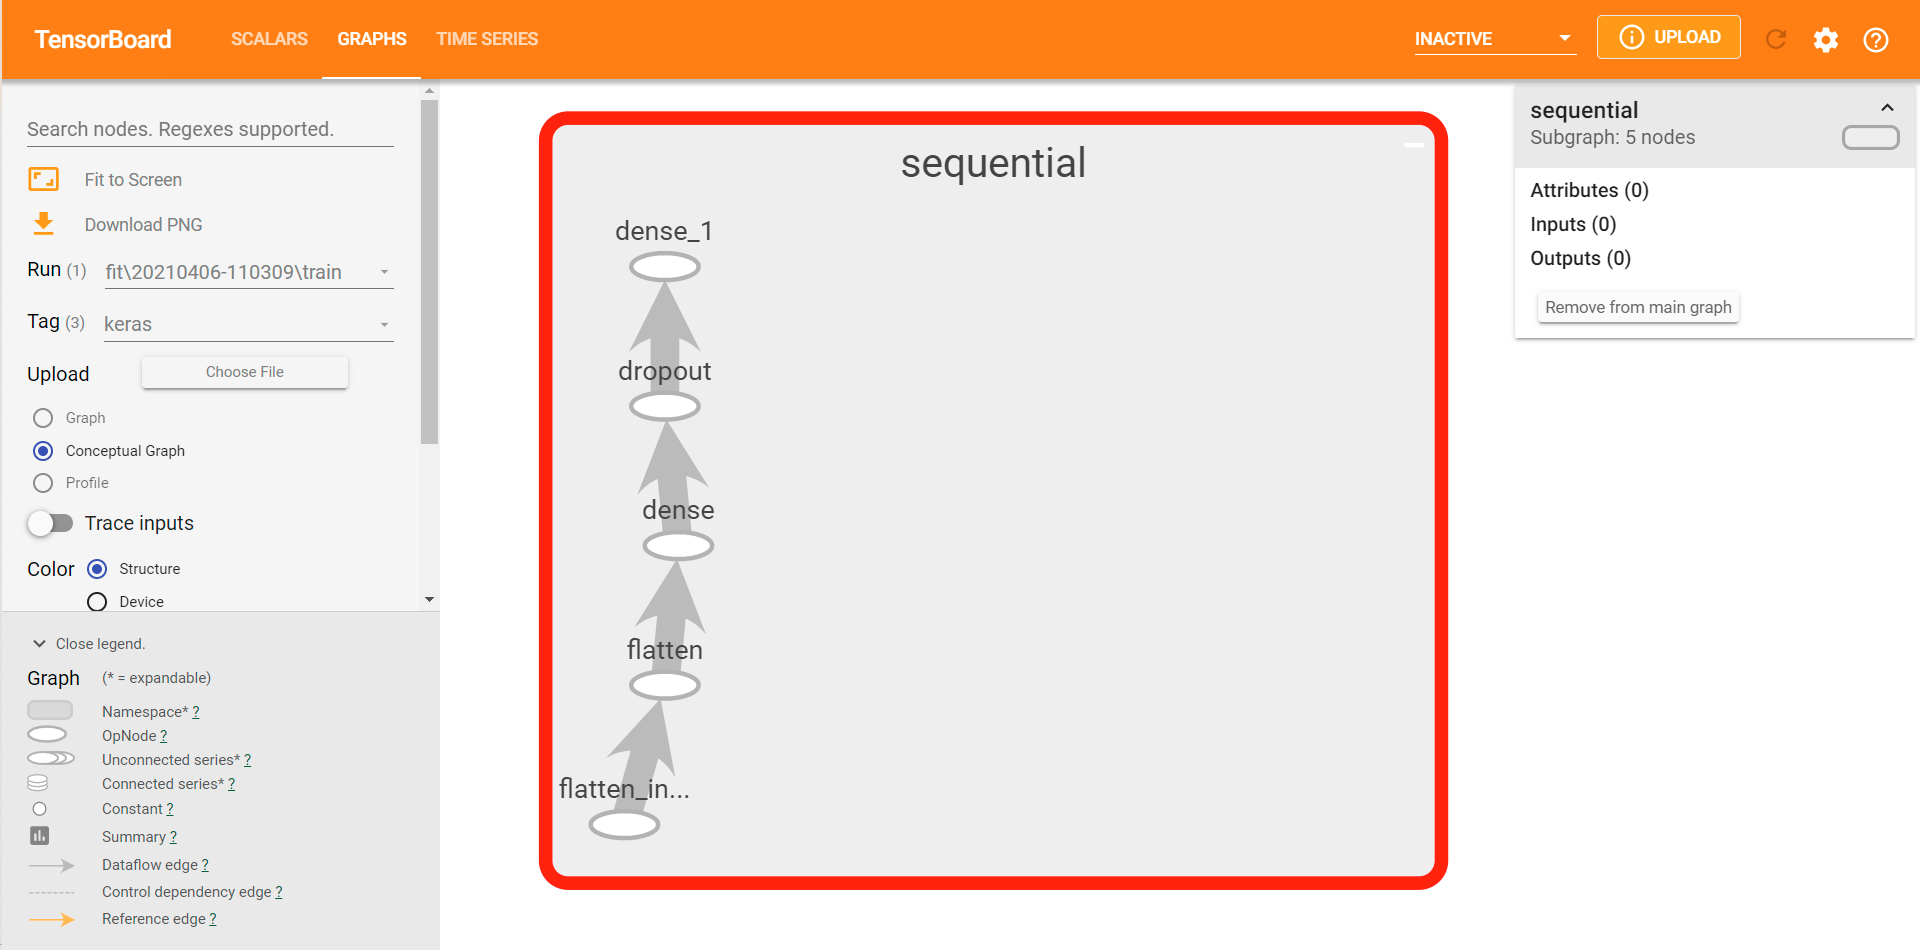 TensorBoard SCALARS GRAPHS TIME SERIES INACTIVE UPLOAD
Search nodes. Regexes supported.
Fit to Screen
Download PNG
Run (1) fit\20210406-110309\train
Tag (3) keras
Upload Choose File
Graph
Conceptual Graph
Profile
Trace inputs
Color Structure
Device
Close legend.
Graph (* = expandable)
Namespace* ?
OpNode ?
Unconnected series* ?
Connected series* ?
Constant ?
Summary ?
Dataflow edge ?
Control dependency edge ?
Reference edge ?
sequential
dense_1
dropout
dense
flatten
flatten_in...
sequential
Subgraph: 5 nodes
Attributes (0)
Inputs (0)
Outputs (0)
Remove from main graph